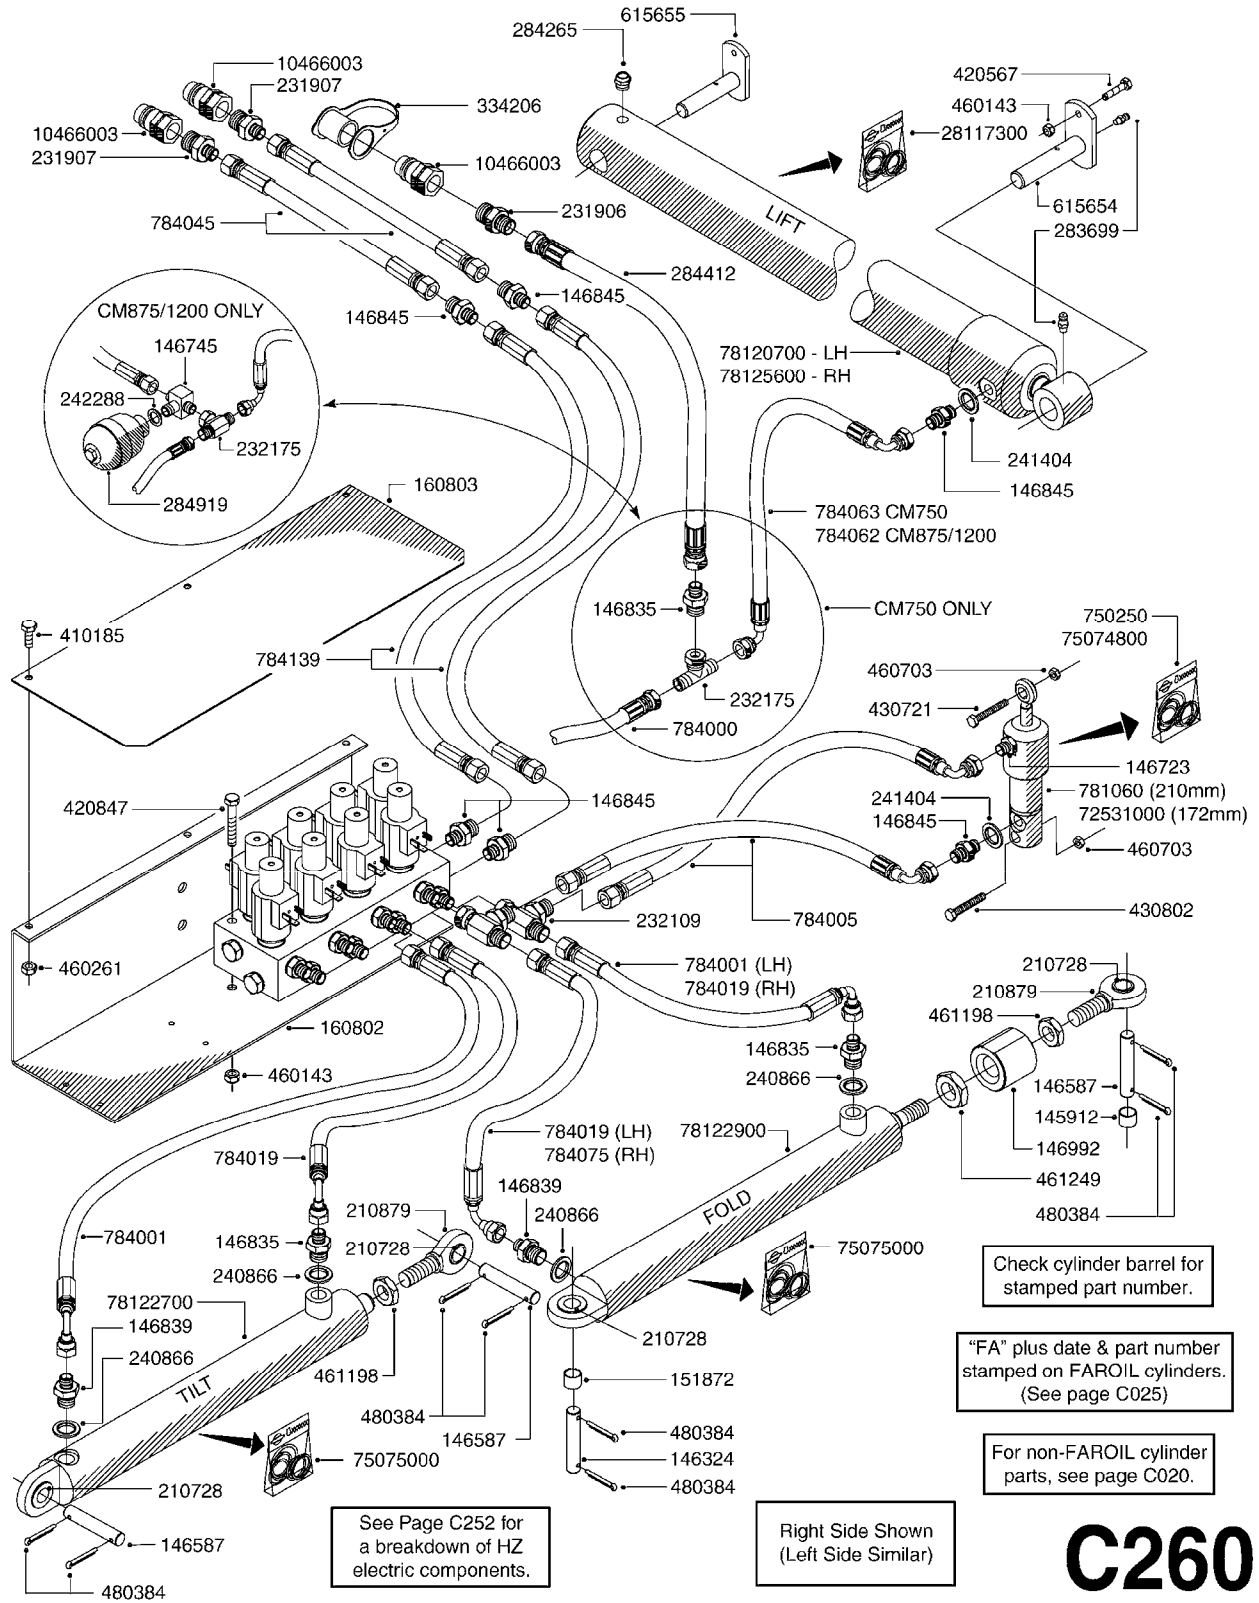 615655
284265
10466003
231907
420567
460143
334206
28117300
10466003
231907
10466003
231906
615654
784045
283699
LIFT
284412
146845
CM875/1200 ONLY
146845
146745
78120700 - LH
78125600 - RH
242288
232175
241404
160803
146845
284919
784063 CM750
784062 CM875/1200
146835
CM750 ONLY
750250
75074800
410185
784139
460703
232175
430721
784000
146723
781060 (210mm)
72531000 (172mm)
420847
146845
241404
146845
460703
232109
784005
430802
460261
784001 (LH)
784019 (RH)
210728
210879
461198
160802
146835
460143
240866
146587
145912
784019 (LH)
784075 (RH)
78122900
146992
784019
461249
146839
FOLD
210879
240866
480384
784001
146835
210728
75075000
240866
Check cylinder barrel for
stamped part number.
78122700
146839
210728
240866
461198
151872
TILT
"FA" plus date & part number
stamped on FAROIL cylinders.
(See page C025)
480384
146587
480384
75075000
146324
480384
For non-FAROIL cylinder
parts, see page C020.
210728
146587
480384
See Page C252 for
a breakdown of HZ
electric components.
Right Side Shown
(Left Side Similar)
C260